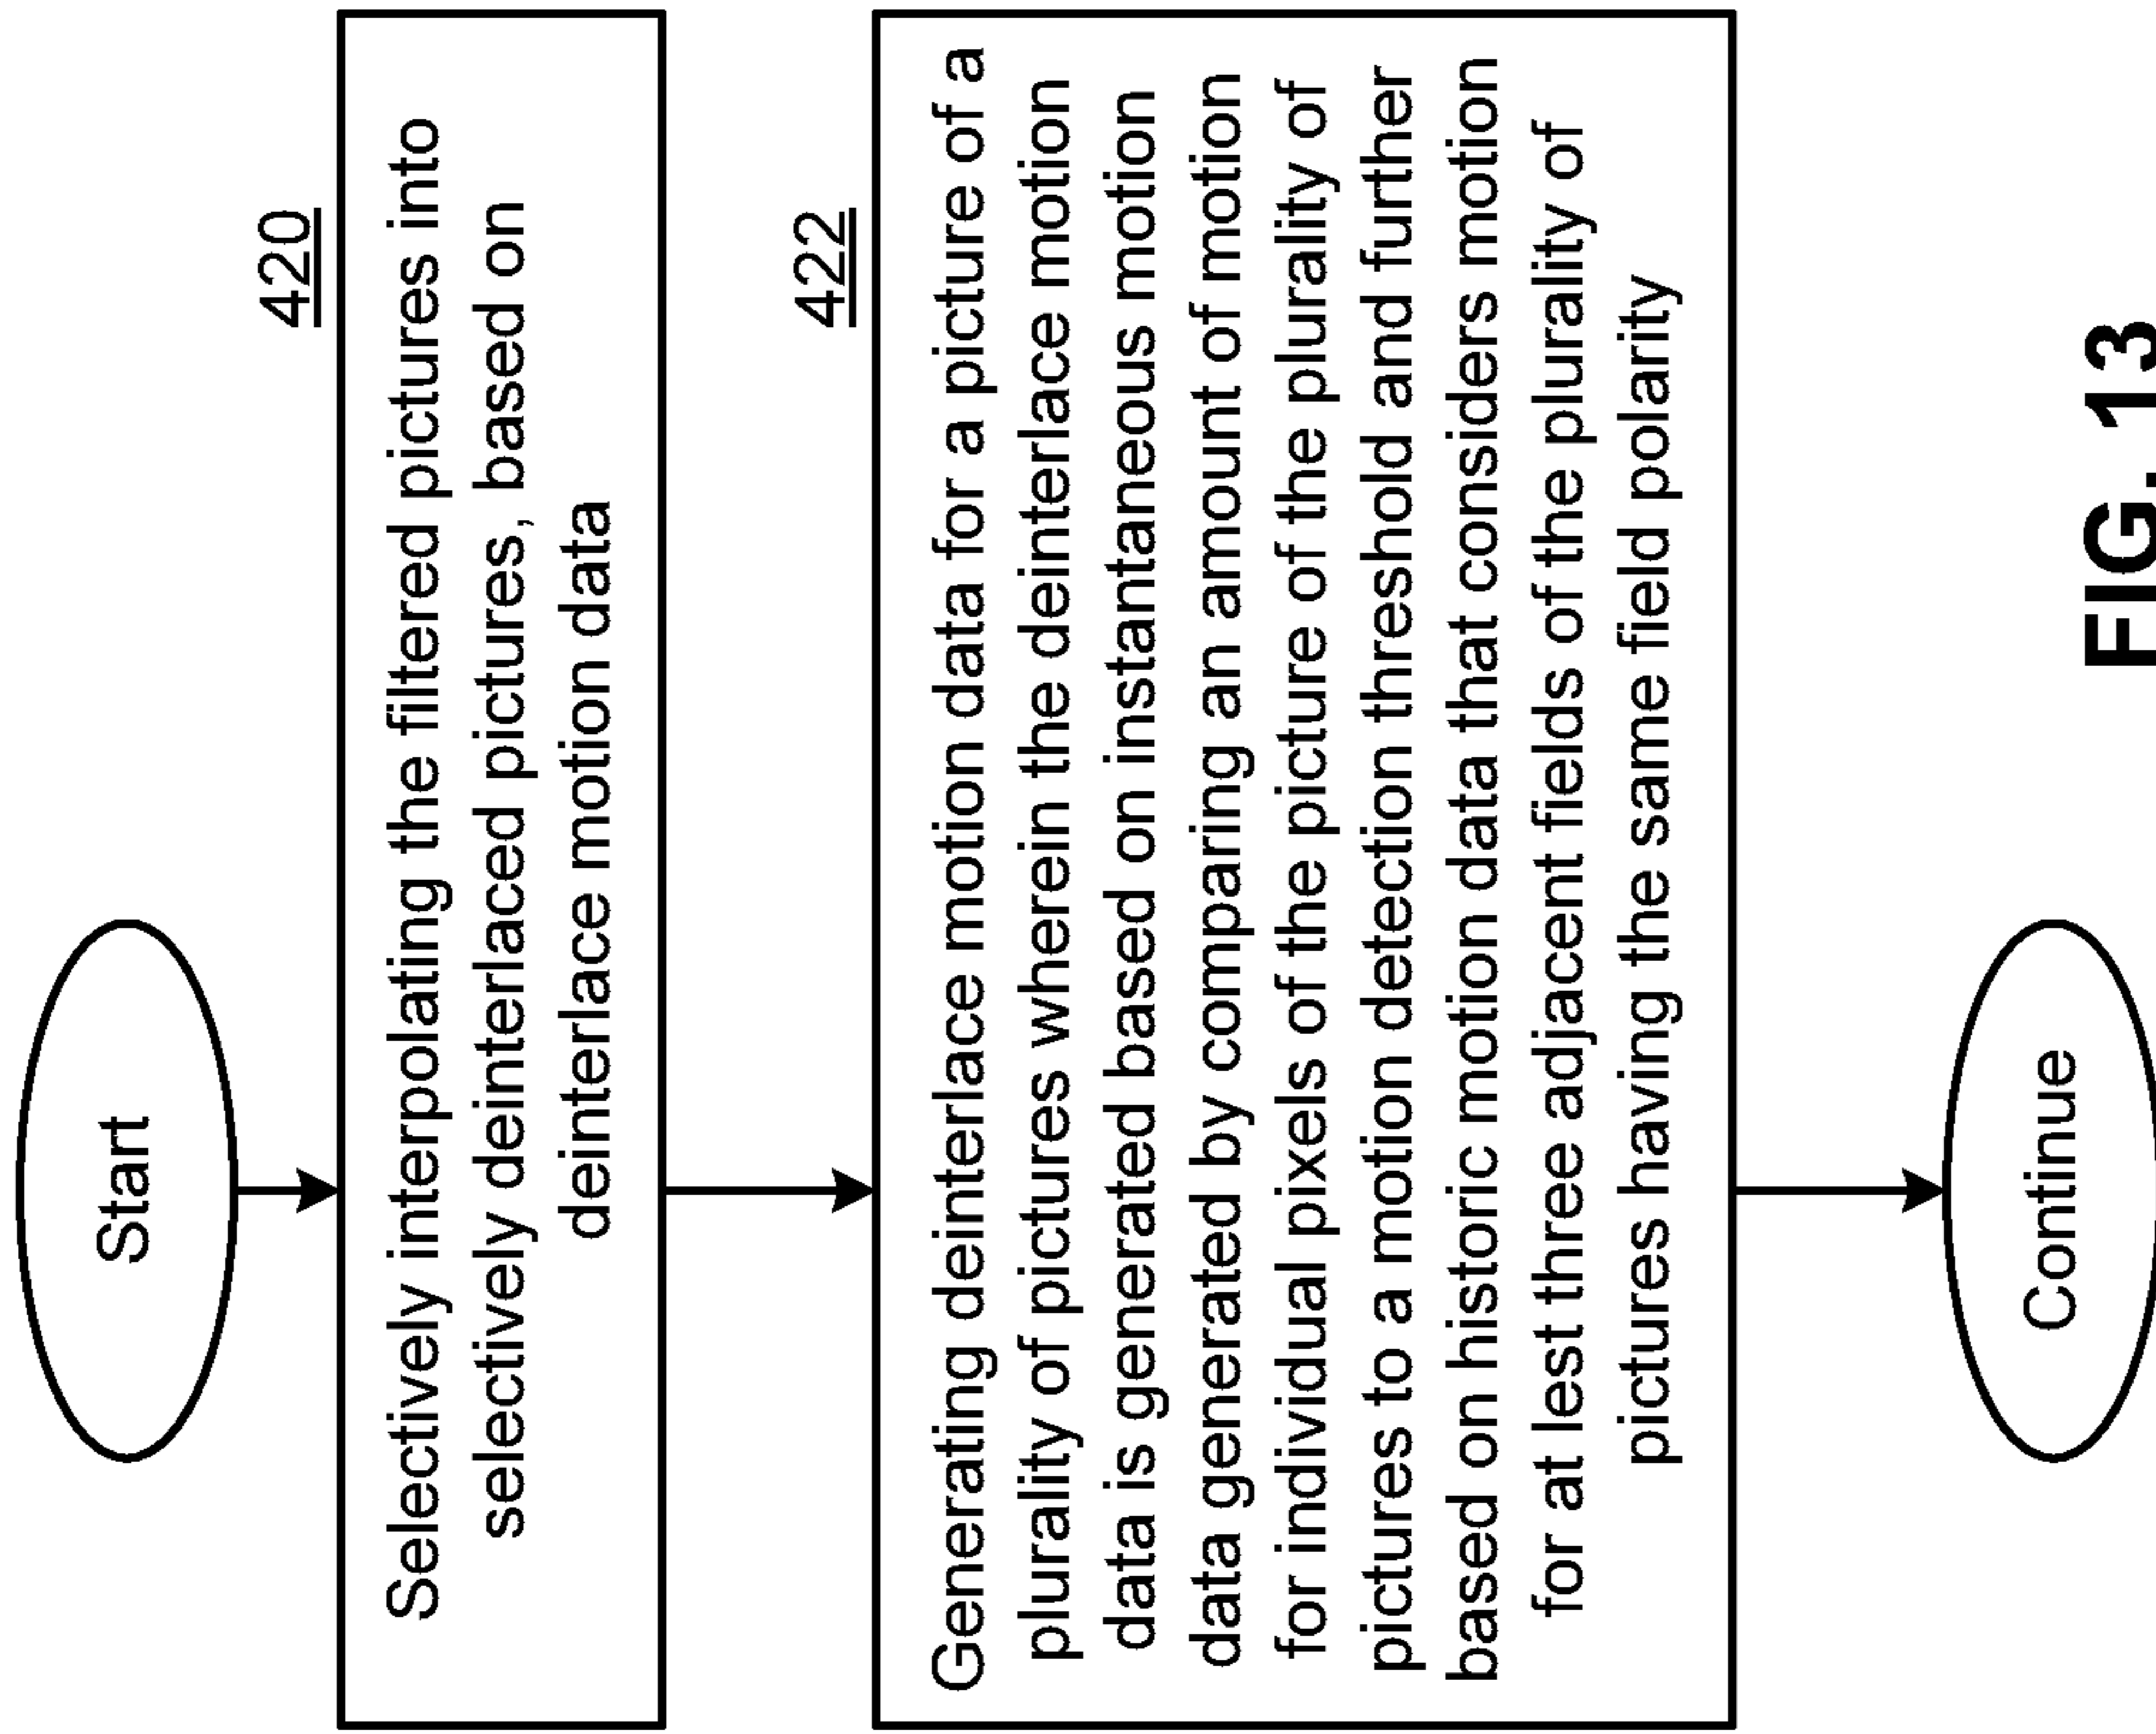 Start
420
Selectively interpolating the filtered pictures into
selectively deinterlaced pictures, based on
deinterlace motion data
422
Generating deinterlace motion data for a picture of a
plurality of pictures wherein the deinterlace motion
data is generated based on instantaneous motion
data generated by comparing an amount of motion
for individual pixels of the picture of the plurality of
pictures to a motion detection threshold and further
based on historic motion data that considers motion
for at lest three adjacent fields of the plurality of
pictures having the same field polarity
Continue
FIG. 13